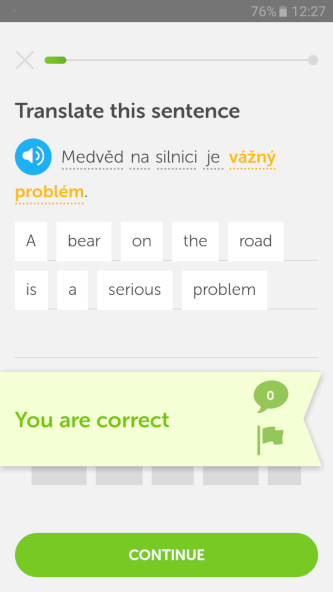 76% 12:27
Translate this sentence
Medvěd na silnici je vážný
problém.
A bear on the road
is a serious problem
0
You are correct
CONTINUE